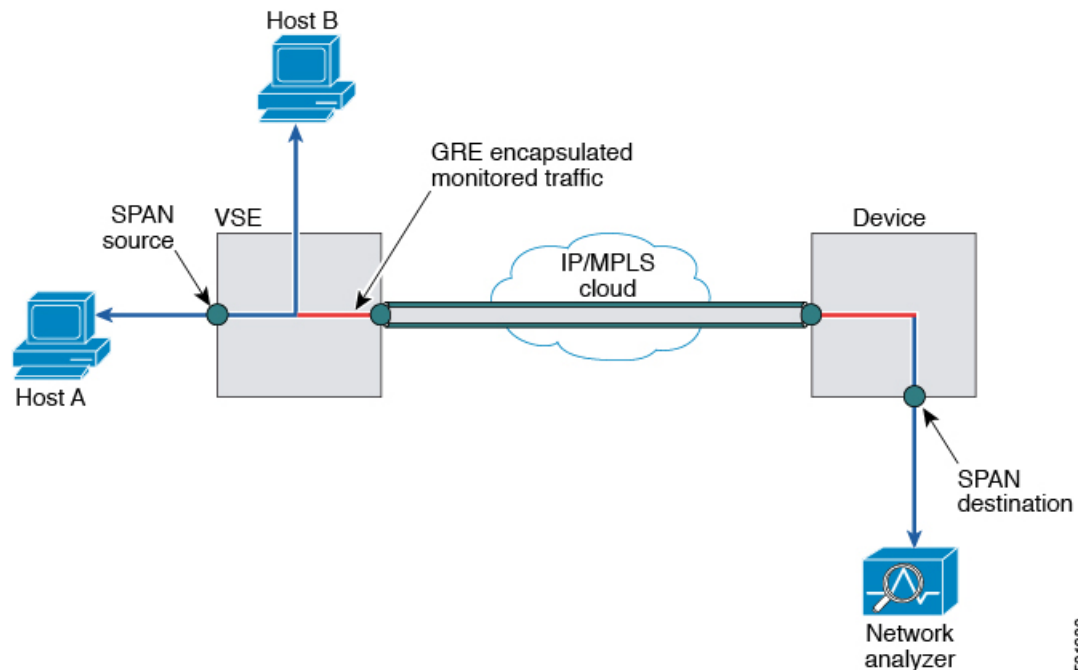 Host B
GRE encapsulated
monitored traffic
SPAN
source
VSE
Device
IP/MPLS
cloud
Host A
SPAN
destination
Network
analyzer